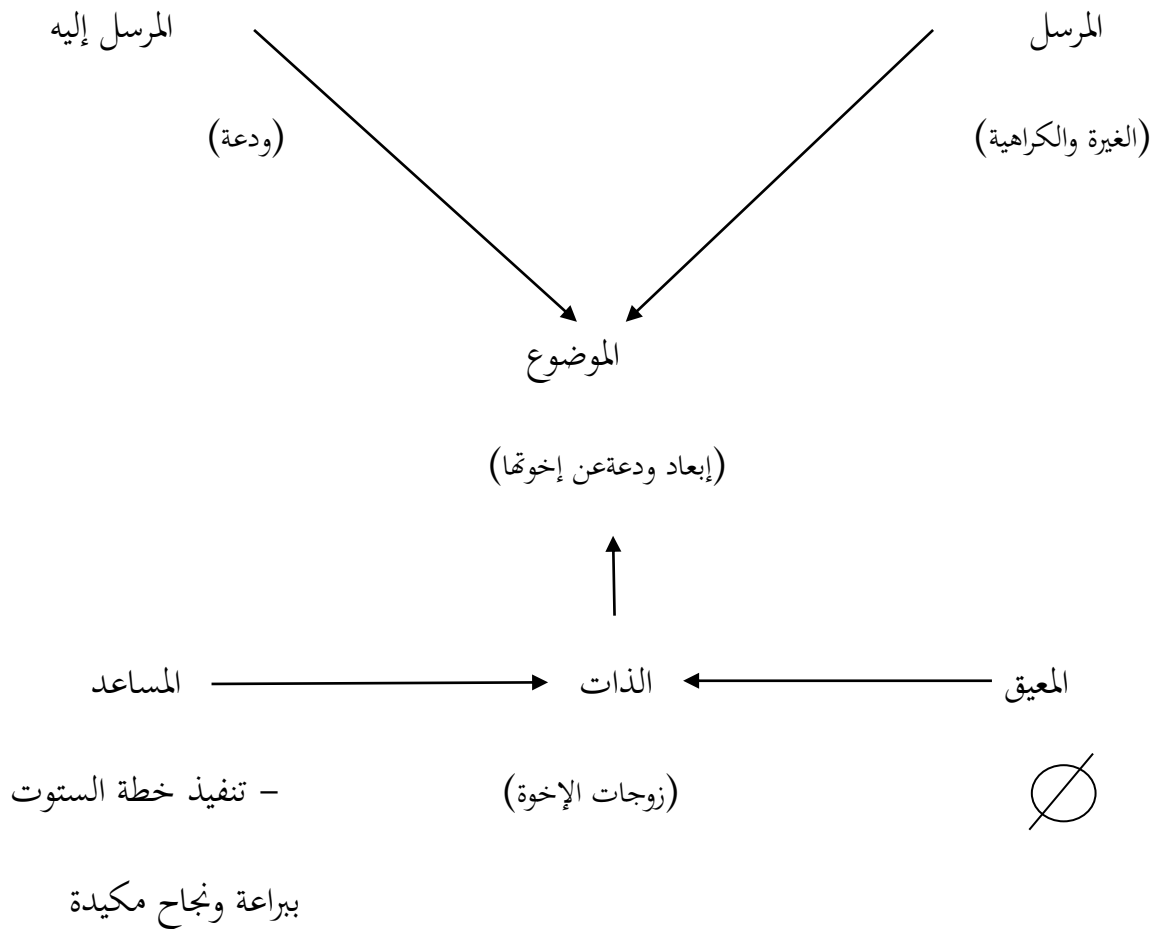 المرسل المرسل إليه
(الغيرة والكراهية) (ودعة)
الموضوع
(إبعاد ودعةعن إخوتها)
المعيق الذات المساعد
∅ (زوجات الإخوة) – تنفيذ خطة الستوت
ببراعة ونجاح مكيدة